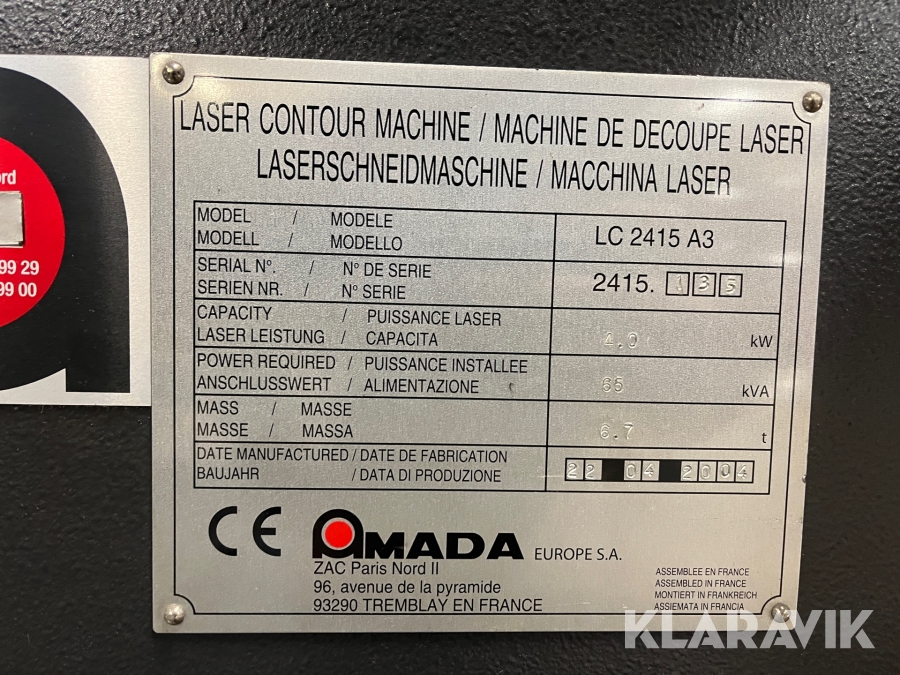 LASER CONTOUR MACHINE / MACHINE DE DECOUPE LASER
LASERSCHNEIDMASCHINE / MACCHINA LASER
MODEL / MODELE
MODELL / MODELLO
LC 2415 A3
SERIAL N°. / N° DE SERIE
SERIEN NR. / N° SERIE
2415. 135
CAPACITY / PUISSANCE LASER
LASER LEISTUNG / CAPACITA
4.0 kW
POWER REQUIRED / PUISSANCE INSTALLEE
ANSCHLUSSWERT / ALIMENTAZIONE
65 kVA
MASS / MASSE
MASSE / MASSA
6.7 t
DATE MANUFACTURED / DATE DE FABRICATION
BAUJAHR / DATA DI PRODUZIONE
22 04 2004
CE AMADA EUROPE S.A.
ZAC Paris Nord II
96, avenue de la pyramide
93290 TREMBLAY EN FRANCE
ASSEMBLEE EN FRANCE
ASSEMBLED IN FRANCE
MONTIERT IN FRANKREICH
ASSIEMATA IN FRANCIA
ord
99 29
99 00
KLARAVIK